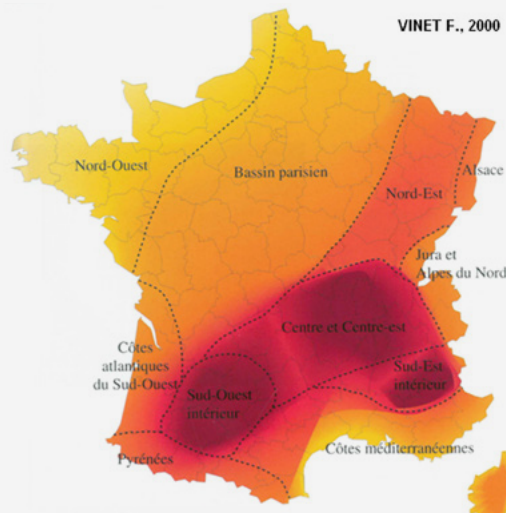 VINET F., 2000
Nord-Ouest
Bassin parisien
Alsace
Nord-Est
Jura et
Alpes du Nord
Centre et Centre-est
Côtes
atlantiques
du Sud-Ouest
Sud-Est
intérieur
Sud-Ouest
intérieur
Pyrénées
Côtes méditerranéennes